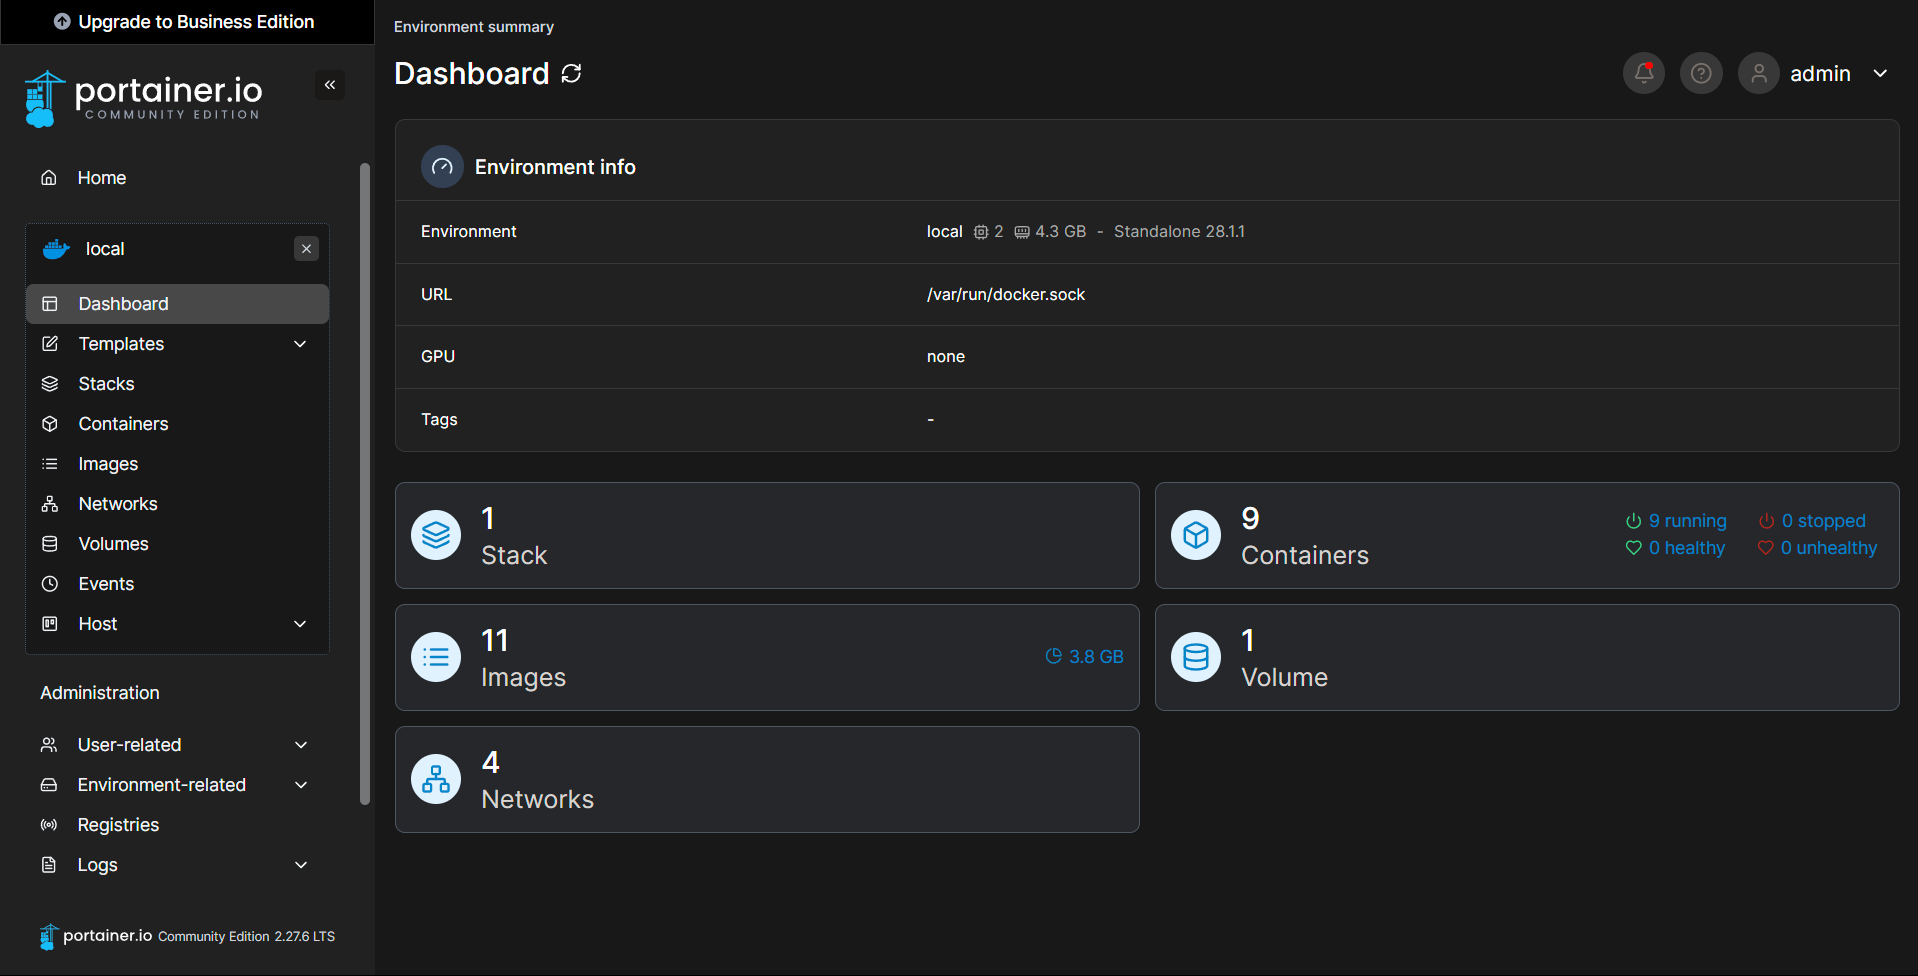 Upgrade to Business Edition
portainer.io
COMMUNITY EDITION
Home
local
Dashboard
Templates
Stacks
Containers
Images
Networks
Volumes
Events
Host
Administration
User-related
Environment-related
Registries
Logs
portainer.io Community Edition 2.27.6 LTS
Environment summary
Dashboard
admin
Environment info
Environment local 2 4.3 GB - Standalone 28.1.1
URL /var/run/docker.sock
GPU none
Tags -
1
Stack
9
Containers
9 running 0 stopped
0 healthy 0 unhealthy
11
Images
3.8 GB
1
Volume
4
Networks